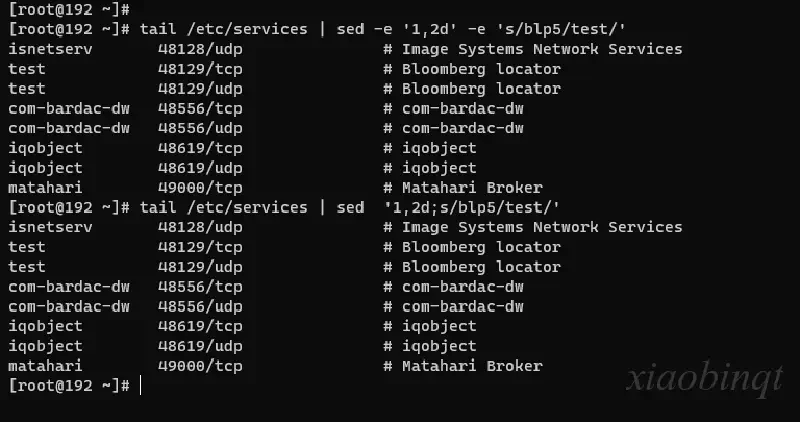 [root@192 ~]#
[root@192 ~]# tail /etc/services | sed -e '1,2d' -e 's/blp5/test/'
isnetserv       48128/udp               # Image Systems Network Services
test            48129/tcp               # Bloomberg locator
test            48129/udp               # Bloomberg locator
com-bardac-dw   48556/tcp               # com-bardac-dw
com-bardac-dw   48556/udp               # com-bardac-dw
iqobject        48619/tcp               # iqobject
iqobject        48619/udp               # iqobject
matahari        49000/tcp               # Matahari Broker
[root@192 ~]# tail /etc/services | sed  '1,2d;s/blp5/test/'
isnetserv       48128/udp               # Image Systems Network Services
test            48129/tcp               # Bloomberg locator
test            48129/udp               # Bloomberg locator
com-bardac-dw   48556/tcp               # com-bardac-dw
com-bardac-dw   48556/udp               # com-bardac-dw
iqobject        48619/tcp               # iqobject
iqobject        48619/udp               # iqobject
matahari        49000/tcp               # Matahari Broker
[root@192 ~]#
xiaobinqt